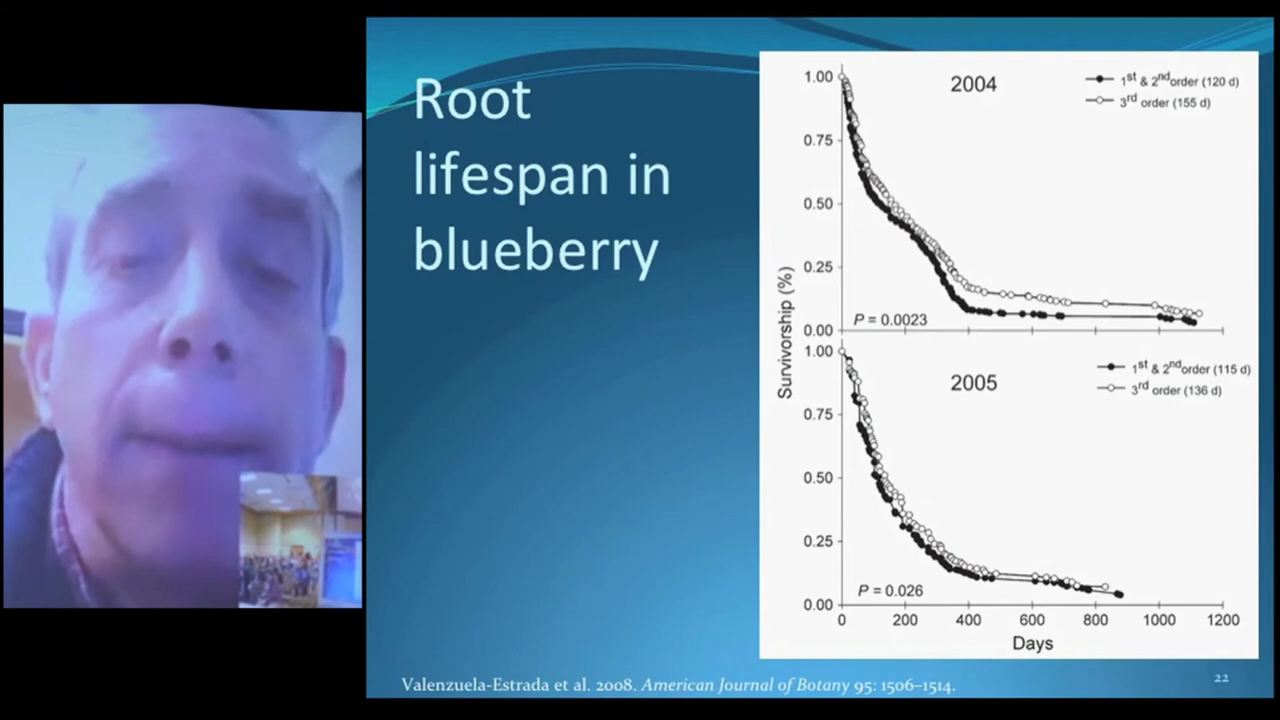 Root
lifespan in
blueberry
2004
1st & 2nd order (120 d)
3rd order (155 d)
1.00
0.75
0.50
0.25
0.00
P = 0.0023
Survivorship (%)
2005
1st & 2nd order (115 d)
3rd order (136 d)
1.00
0.75
0.50
0.25
0.00
P = 0.026
0 200 400 600 800 1000 1200
Days
Valenzuela-Estrada et al. 2008. American Journal of Botany 95: 1506–1514.
22